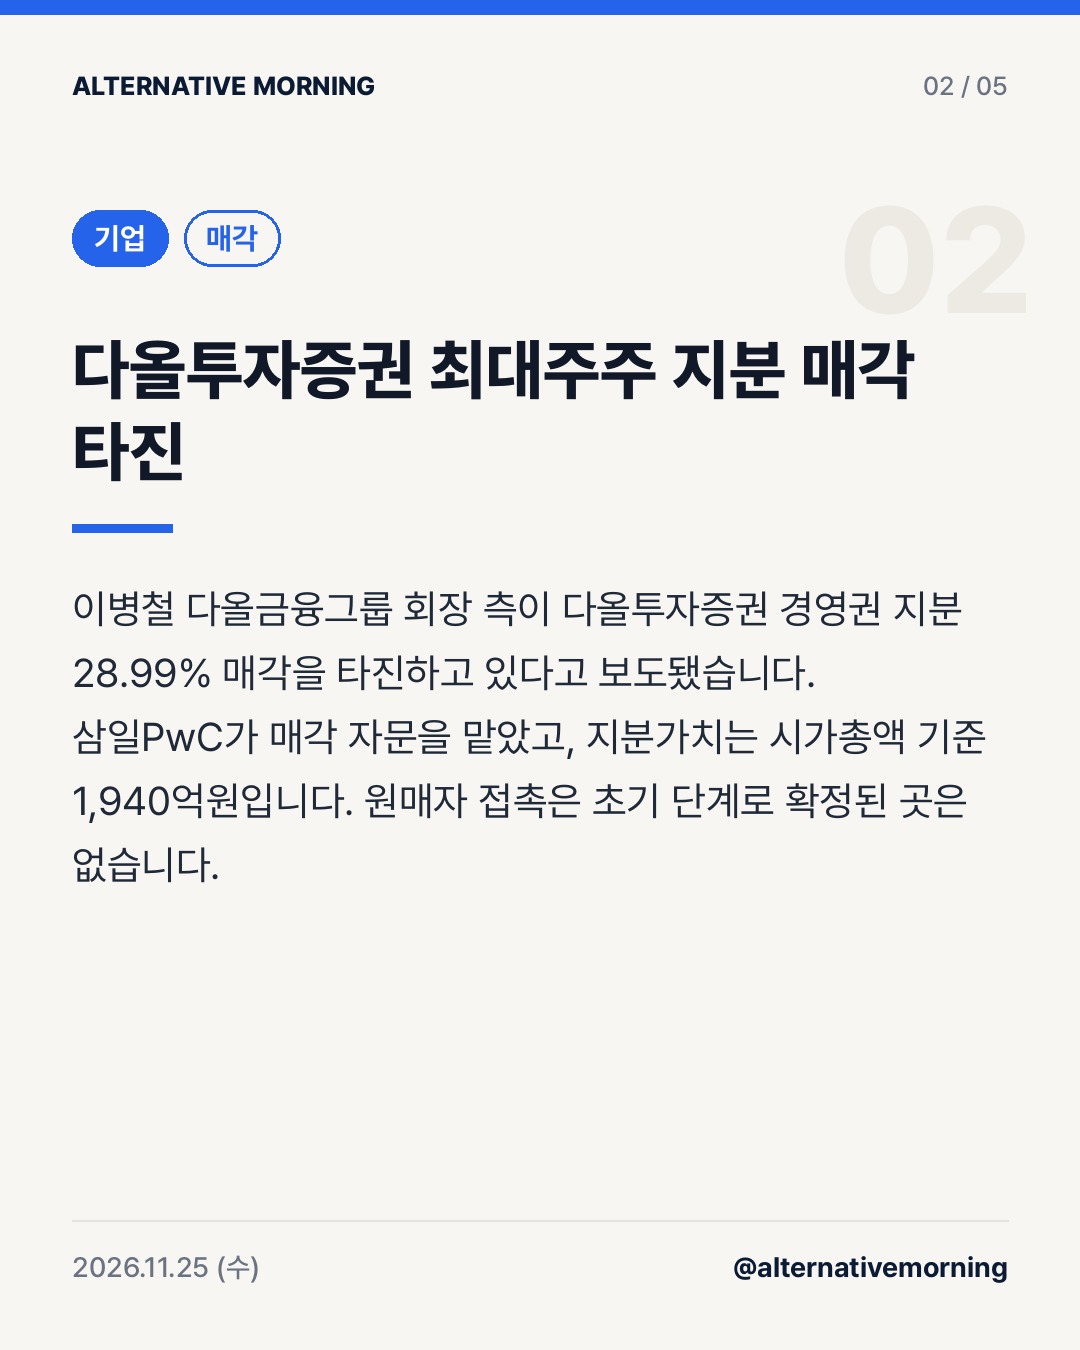 ALTERNATIVE MORNING
02 / 05
기업 매각
02
다올투자증권 최대주주 지분 매각
타진
이병철 다올금융그룹 회장 측이 다올투자증권 경영권 지분
28.99% 매각을 타진하고 있다고 보도됐습니다.
삼일PwC가 매각 자문을 맡았고, 지분가치는 시가총액 기준
1,940억원입니다. 원매자 접촉은 초기 단계로 확정된 곳은
없습니다.
2026.11.25 (수)
@alternativemorning